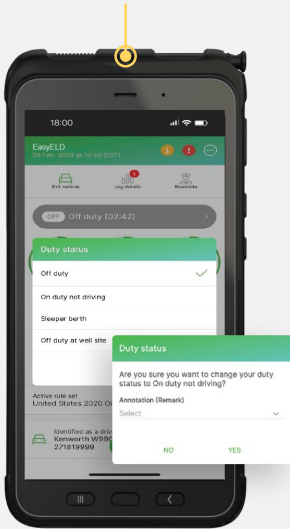 18:00
EasyELD
Exit vehicle
Log details
Roadside
OFF Off duty (02:42)
Duty status
Off duty
On duty not driving
Sleeper berth
Off duty at well site
Duty status
Are you sure you want to change your duty
status to On duty not driving?
Annotation (Remark)
Select
NO
YES
Active rule set
United States 2020 Oi
Identified as a driv
Kenworth W990
271819999